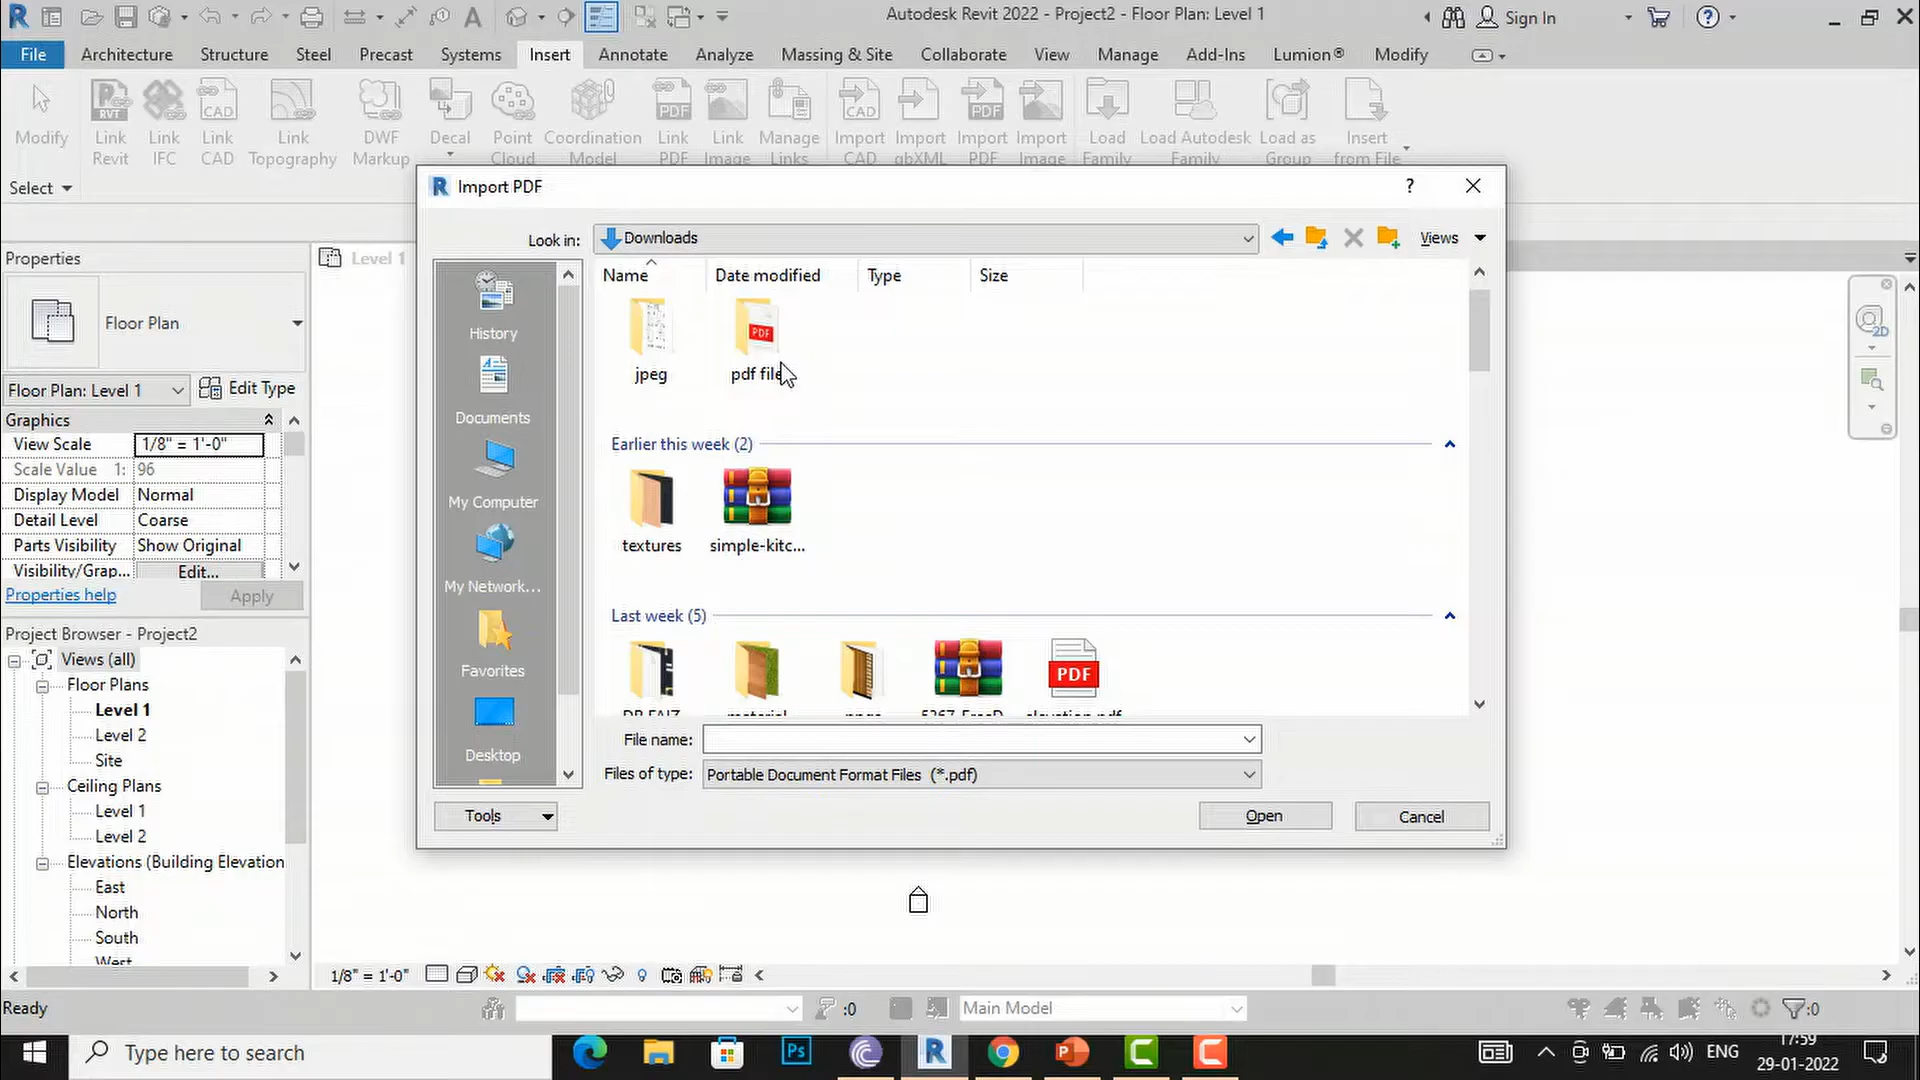 Autodesk Revit 2022 - Project2 - Floor Plan: Level 1
Sign In
File Architecture Structure Steel Precast Systems Insert Annotate Analyze Massing & Site Collaborate View Manage Add-Ins Lumion® Modify
Modify
Link Revit
Link IFC
Link CAD
Link Topography
DWF Markup
Decal
Point Cloud
Coordination Model
Link PDF
Link Image
Manage Links
Import CAD
Import gbXML
Import PDF
Import Image
Load Family
Load Autodesk Family
Load as Group
Insert from File
Select
Import PDF
?
Look in: Downloads
Views
Name Date modified Type Size
History
Documents
My Computer
My Network...
Favorites
Desktop
jpeg
Earlier this week (2)
textures
simple-kitc...
Last week (5)
elevation.pdf
PDF
PDF
File name:
Files of type: Portable Document Format Files (*.pdf)
Tools
Open
Cancel
Properties
Level 1
Floor Plan
Floor Plan: Level 1 Edit Type
Graphics
View Scale 1/8" = 1'-0"
Scale Value 1: 96
Display Model Normal
Detail Level Coarse
Parts Visibility Show Original
Visibility/Grap... Edit...
Properties help Apply
Project Browser - Project2
Views (all)
Floor Plans
Level 1
Level 2
Site
Ceiling Plans
Level 1
Level 2
Elevations (Building Elevation
East
North
South
West
2D
1/8" = 1'-0"
Ready
:0
Main Model
:0
Type here to search
Ps
ENG
17:59
29-01-2022